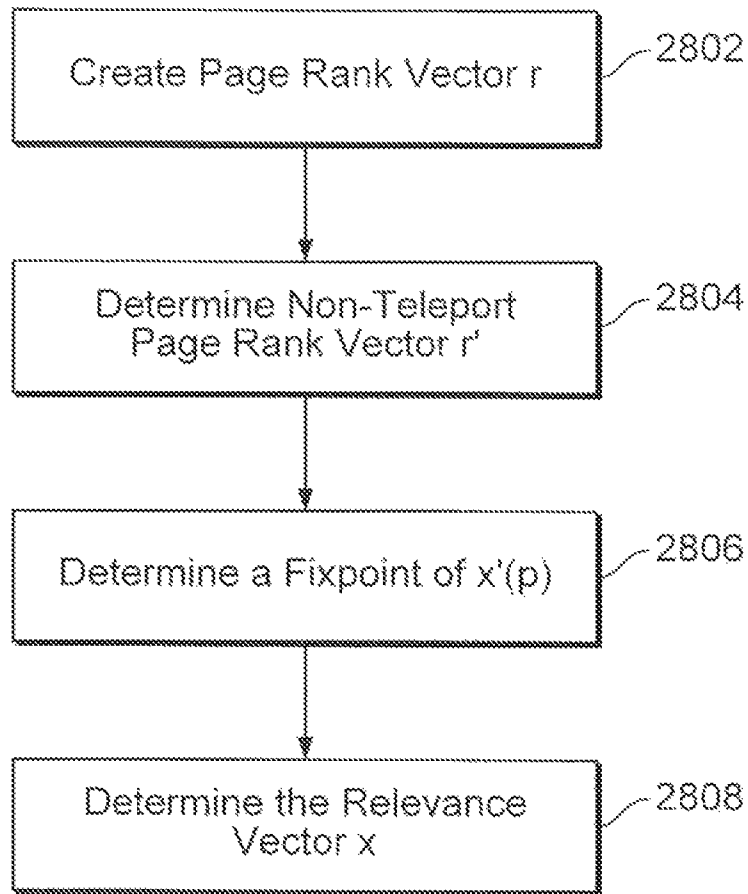 Create Page Rank Vector r
2802
Determine Non-Teleport
Page Rank Vector r'
2804
Determine a Fixpoint of x'(p)
2806
Determine the Relevance
Vector x
2808